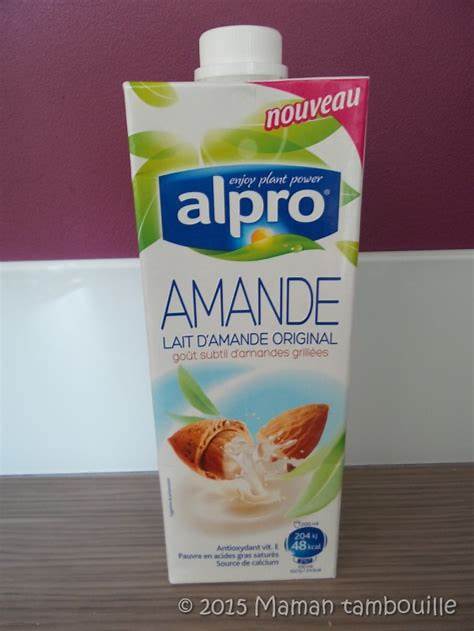 nouveau
enjoy plant power
alpro®
AMANDE
LAIT D'AMANDE ORIGINAL
goût subtil d'amandes grillées
204 kJ
48 kcal
Antioxydant vit. E
Pauvre en acides gras saturés
Source de calcium
© 2015 Maman tambouille